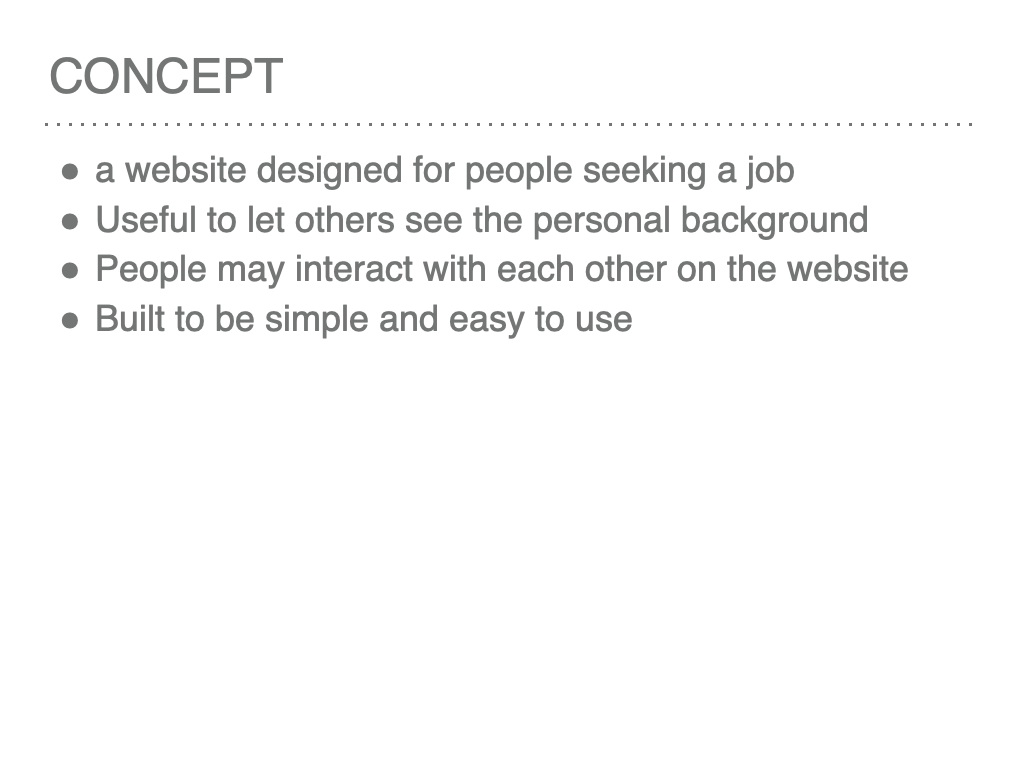 CONCEPT
● a website designed for people seeking a job
● Useful to let others see the personal background
● People may interact with each other on the website
● Built to be simple and easy to use